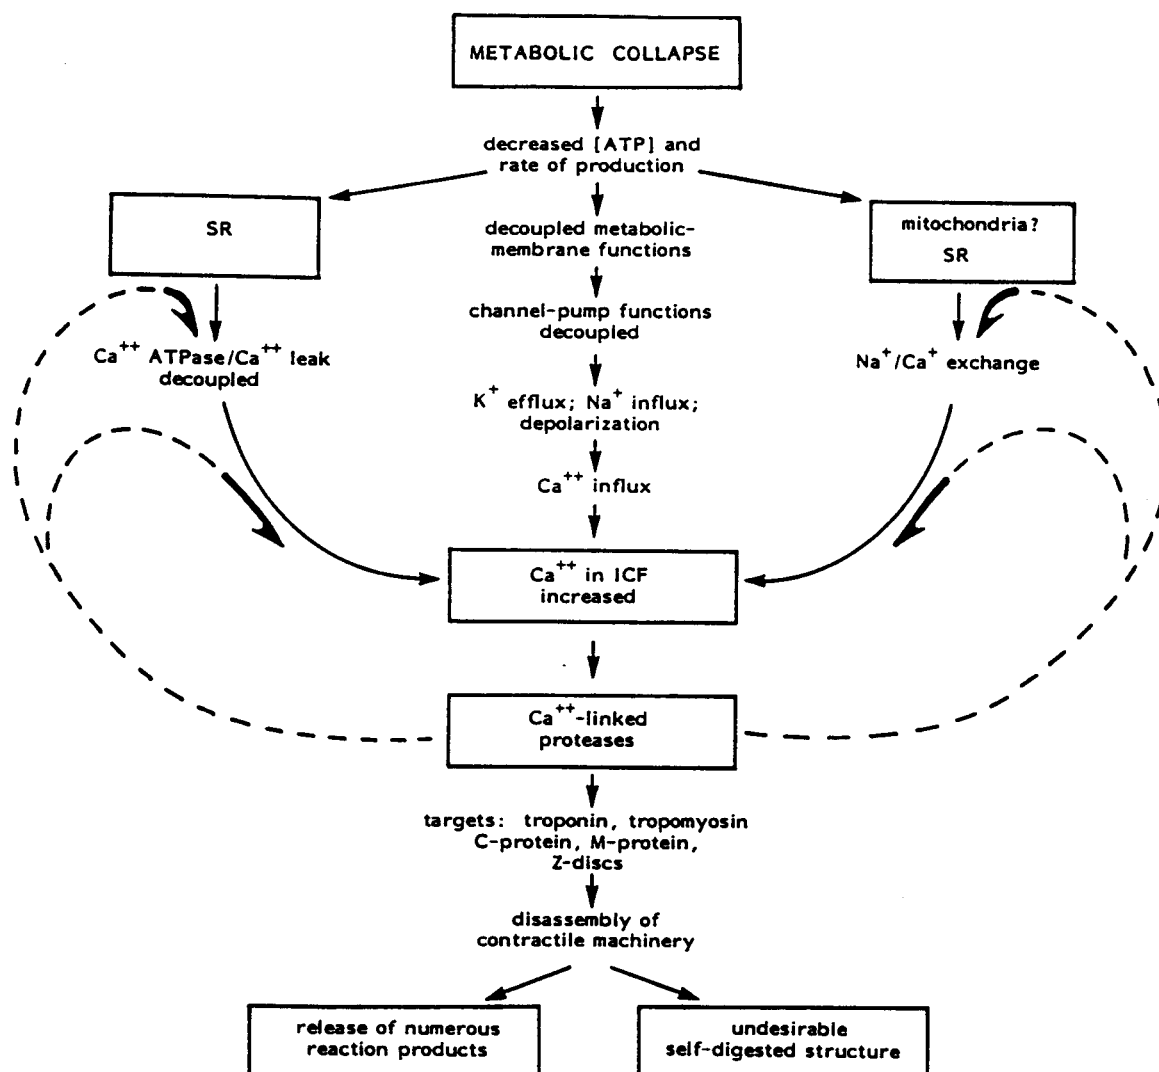 METABOLIC COLLAPSE
decreased [ATP] and
rate of production
SR
decoupled metabolic-
membrane functions
mitochondria?
SR
channel-pump functions
decoupled
Ca++ ATPase/Ca++ leak
decoupled
Na+/Ca+ exchange
K+ efflux; Na+ influx;
depolarization
Ca++ influx
Ca++ in ICF
increased
Ca++-linked
proteases
targets: troponin, tropomyosin
C-protein, M-protein,
Z-discs
disassembly of
contractile machinery
release of numerous
reaction products
undesirable
self-digested structure